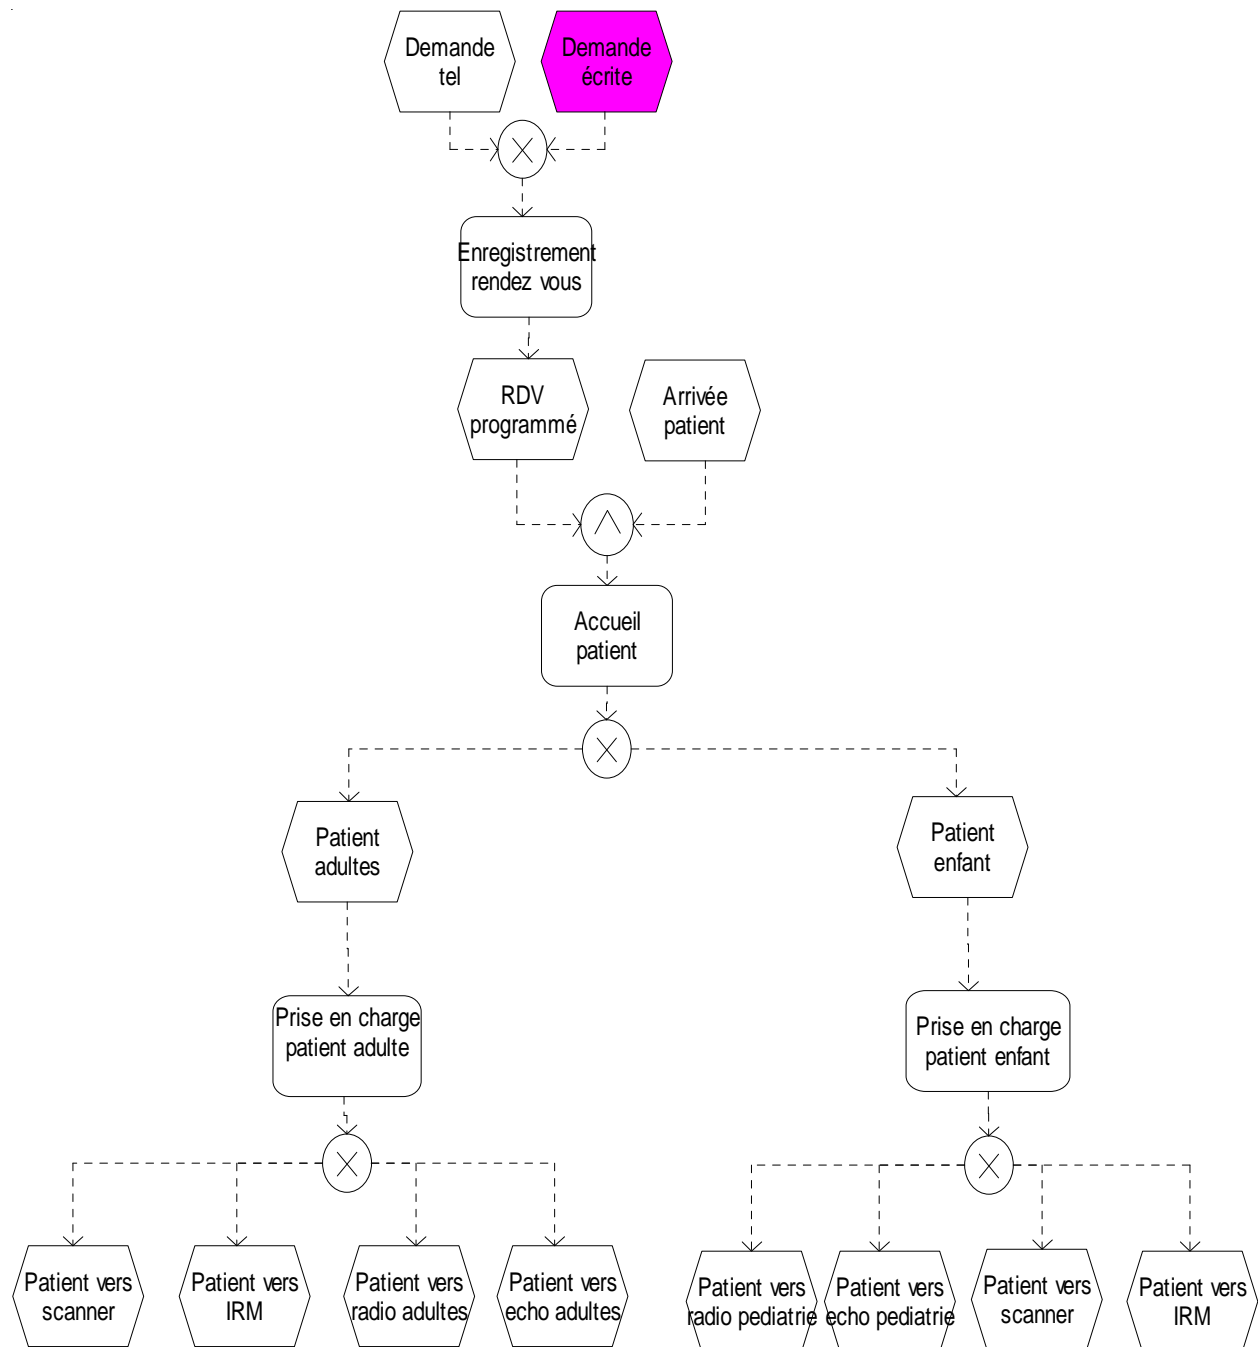 Demande
tel
Demande
écrite
Enregistrement
rendez vous
RDV
programmé
Arrivée
patient
Accueil
patient
Patient
adultes
Patient
enfant
Prise en charge
patient adulte
Prise en charge
patient enfant
Patient vers
scanner
Patient vers
IRM
Patient vers
radio adultes
Patient vers
echo adultes
Patient vers
radio pediatrie
Patient vers
echo pediatrie
Patient vers
scanner
Patient vers
IRM